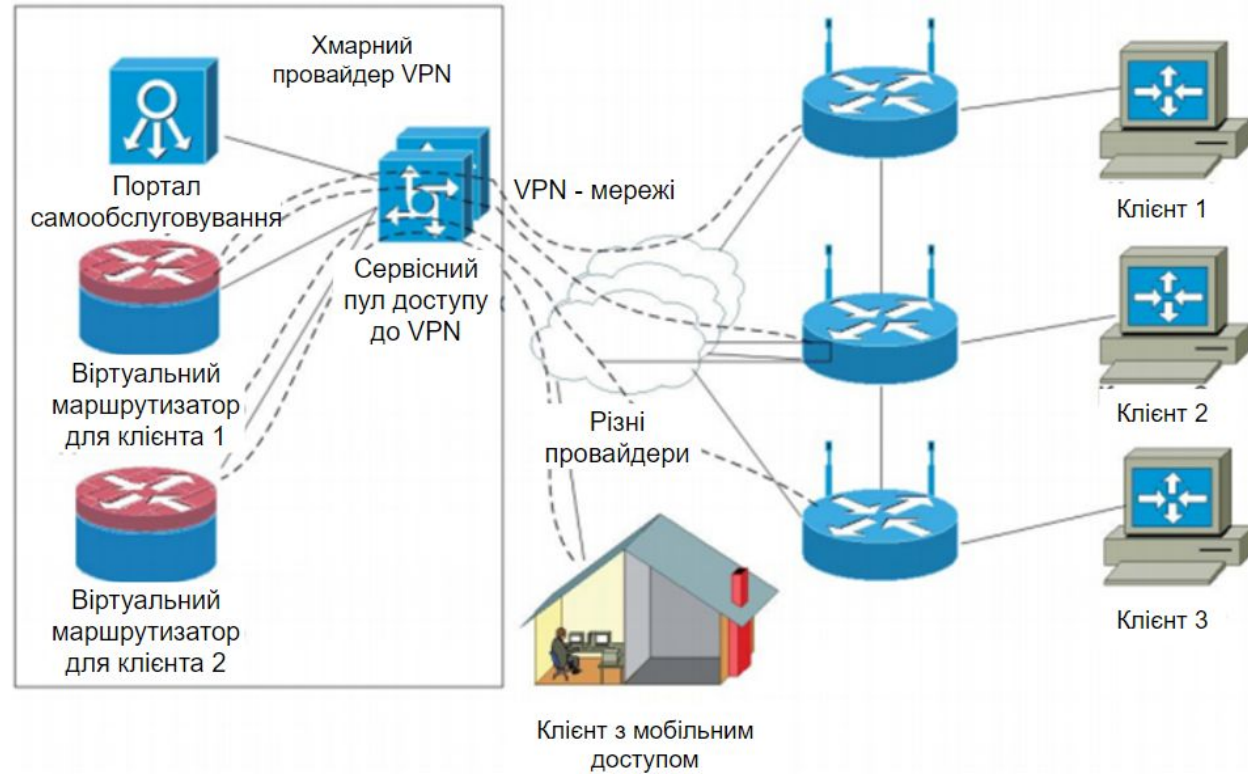 Хмарний
провайдер VPN
Портал
самообслуговування
VPN - мережі
Сервісний
пул доступу
до VPN
Віртуальний
маршрутизатор
для клієнта 1
Віртуальний
маршрутизатор
для клієнта 2
Різні
провайдери
Клієнт 1
Клієнт 2
Клієнт 3
Клієнт з мобільним
доступом